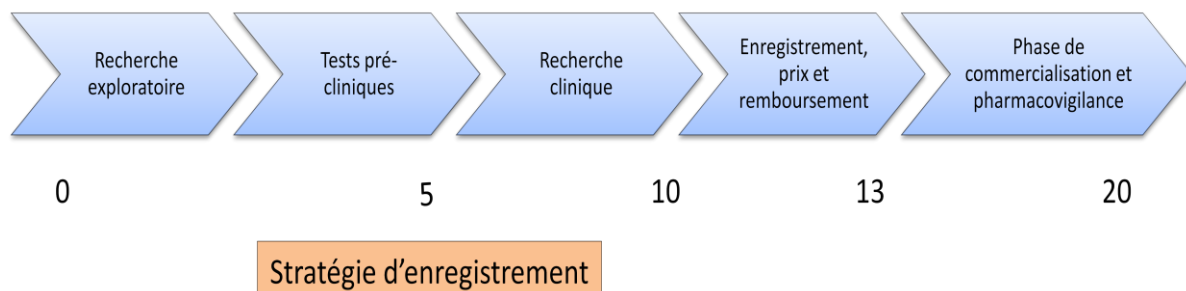 Recherche
exploratoire
Tests pré-
cliniques
Recherche
clinique
Enregistrement,
prix et
remboursement
Phase de
commercialisation et
pharmacovigilance
0 5 10 13 20
Stratégie d’enregistrement